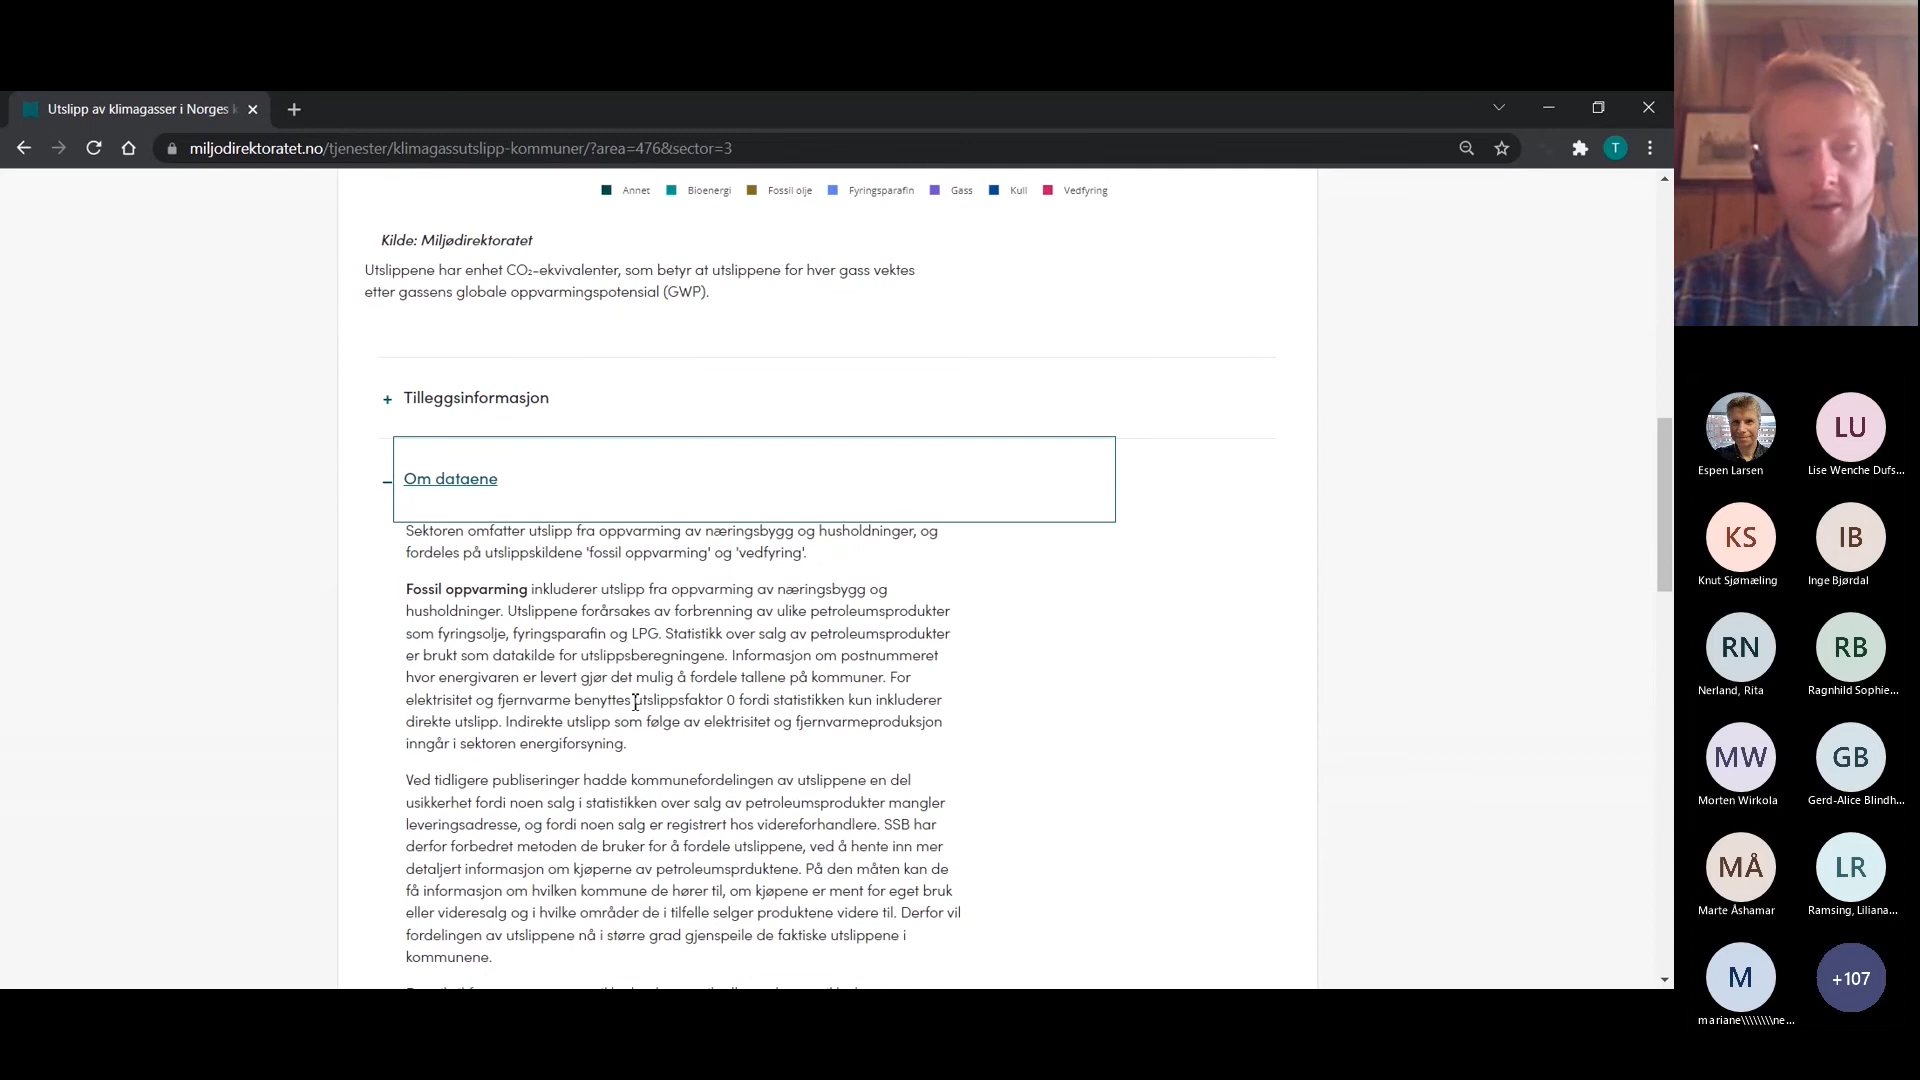 Utslipp av klimagasser i Norges k
miljodirektoratet.no/tjenester/klimagassutslipp-kommuner/?area=476&sector=3
T
Annet Bioenergi Fossil olje Fyringsparafin Gass Kull Vedfyring
Kilde: Miljødirektoratet
Utslippene har enhet CO₂-ekvivalenter, som betyr at utslippene for hver gass vektes
etter gassens globale oppvarmingspotensial (GWP).
+ Tilleggsinformasjon
– Om dataene
Sektoren omfatter utslipp fra oppvarming av næringsbygg og husholdninger, og
fordeles på utslippskildene 'fossil oppvarming' og 'vedfyring'.
Fossil oppvarming inkluderer utslipp fra oppvarming av næringsbygg og
husholdninger. Utslippene forårsakes av forbrenning av ulike petroleumsprodukter
som fyringsolje, fyringsparafin og LPG. Statistikk over salg av petroleumsprodukter
er brukt som datakilde for utslippsberegningene. Informasjon om postnummeret
hvor energivaren er levert gjør det mulig å fordele tallene på kommuner. For
elektrisitet og fjernvarme benyttes utslippsfaktor 0 fordi statistikken kun inkluderer
direkte utslipp. Indirekte utslipp som følge av elektrisitet og fjernvarmeproduksjon
inngår i sektoren energiforsyning.
Ved tidligere publiseringer hadde kommunefordelingen av utslippene en del
usikkerhet fordi noen salg i statistikken over salg av petroleumsprodukter mangler
leveringsadresse, og fordi noen salg er registrert hos videreforhandlere. SSB har
derfor forbedret metoden de bruker for å fordele utslippene, ved å hente inn mer
detaljert informasjon om kjøperne av petroleumsprduktene. På den måten kan de
få informasjon om hvilken kommune de hører til, om kjøpene er ment for eget bruk
eller videresalg og i hvilke områder de i tilfelle selger produktene videre til. Derfor vil
fordelingen av utslippene nå i større grad gjenspeile de faktiske utslippene i
kommunene.
LU
Espen Larsen Lise Wenche Dufs...
KS IB
Knut Sjømæling Inge Bjørdal
RN RB
Nerland, Rita Ragnhild Sophie...
MW GB
Morten Wirkola Gerd-Alice Blindh...
MÅ LR
Marte Åshamar Ramsing, Liliana...
M +107
mariane\\\\\\\\ne...